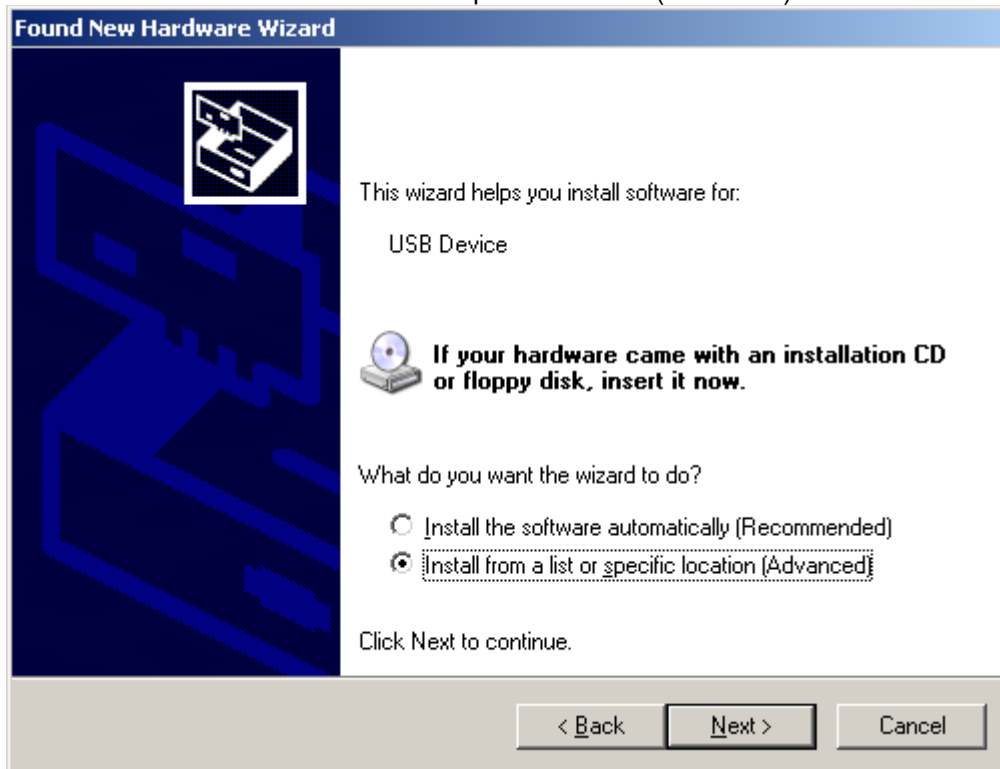 Found New Hardware Wizard
This wizard helps you install software for:
USB Device
If your hardware came with an installation CD
or floppy disk, insert it now.
What do you want the wizard to do?
Install the software automatically (Recommended)
Install from a list or specific location (Advanced)
Click Next to continue.
< Back
Next >
Cancel